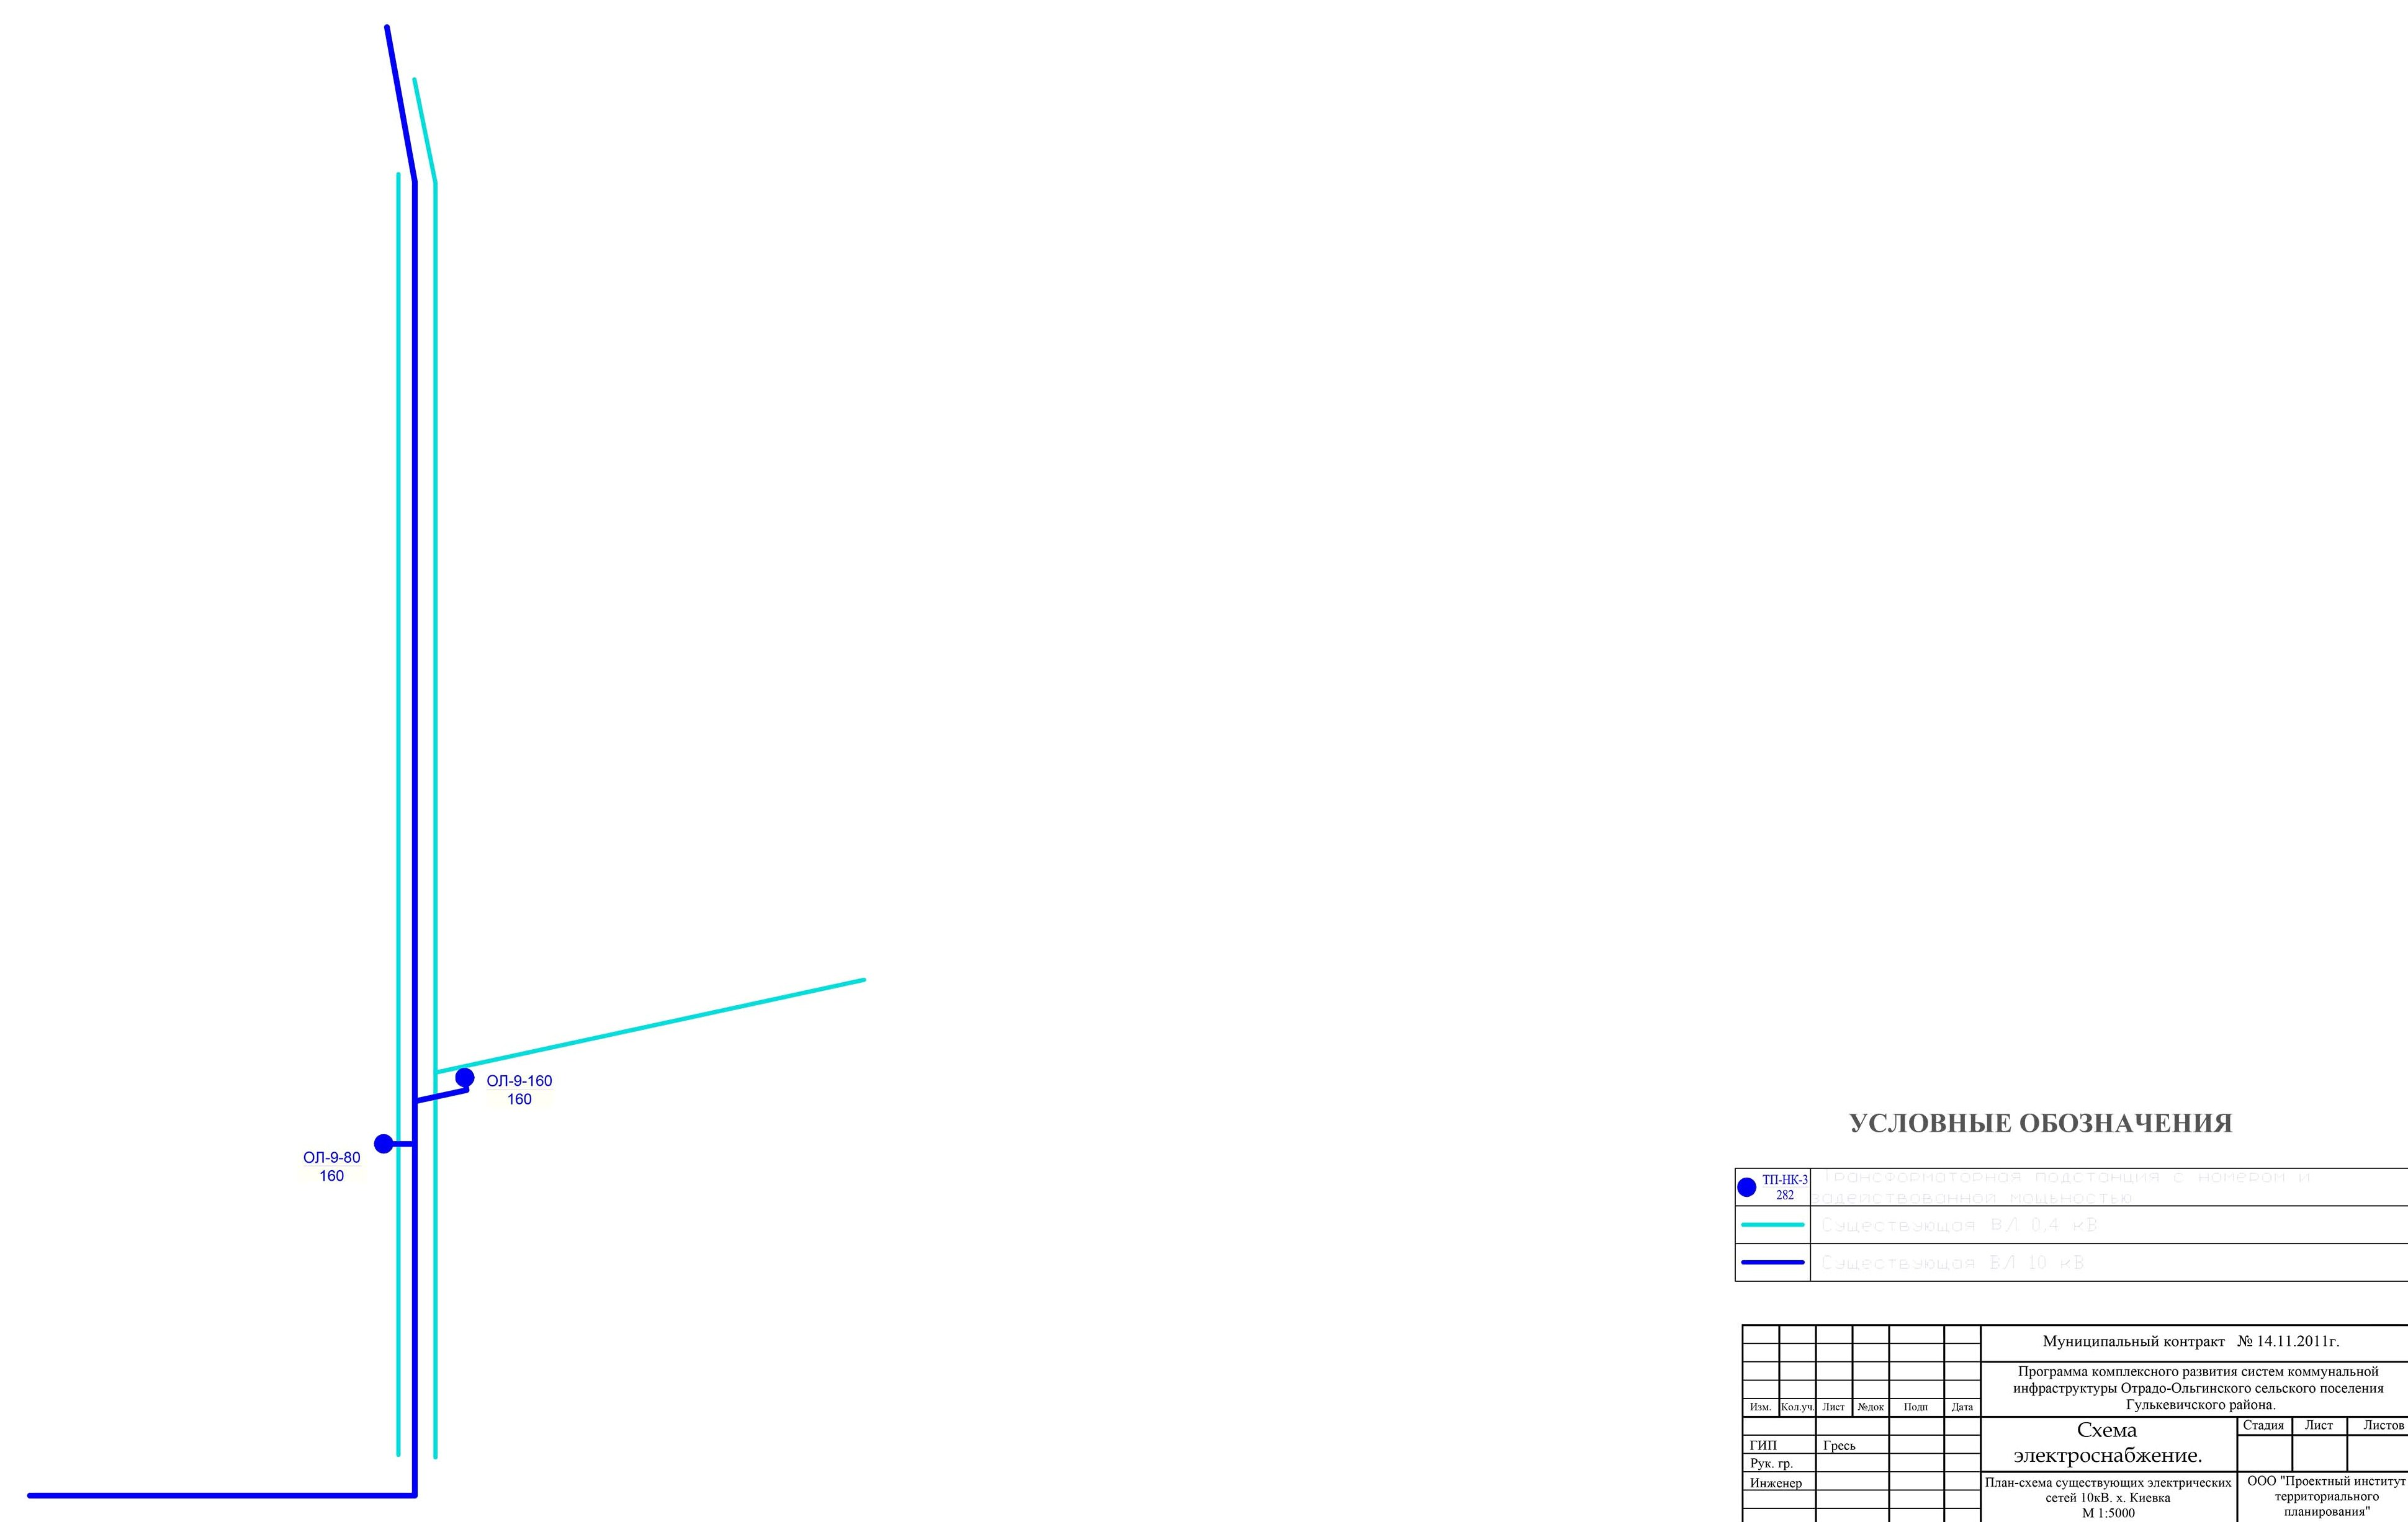 ОЛ-9-160
160
ОЛ-9-80
160
УСЛОВНЫЕ ОБОЗНАЧЕНИЯ
ТП-НК-3
282
Трансформаторная подстанция с номером и
задействованной мощьностью
Существующая ВЛ 0,4 кВ
Существующая ВЛ 10 кВ
Муниципальный контракт № 14.11.2011г.
Программа комплексного развития систем коммунальной
инфраструктуры Отрадо-Ольгинского сельского поселения
Гулькевичского района.
Изм. Кол.уч. Лист №док Подп Дата
Схема
электроснабжение.
Стадия Лист Листов
ГИП Гресь
Рук. гр.
Инженер
План-схема существующих электрических
сетей 10кВ. х. Киевка
М 1:5000
ООО "Проектный институт
территориального
планирования"